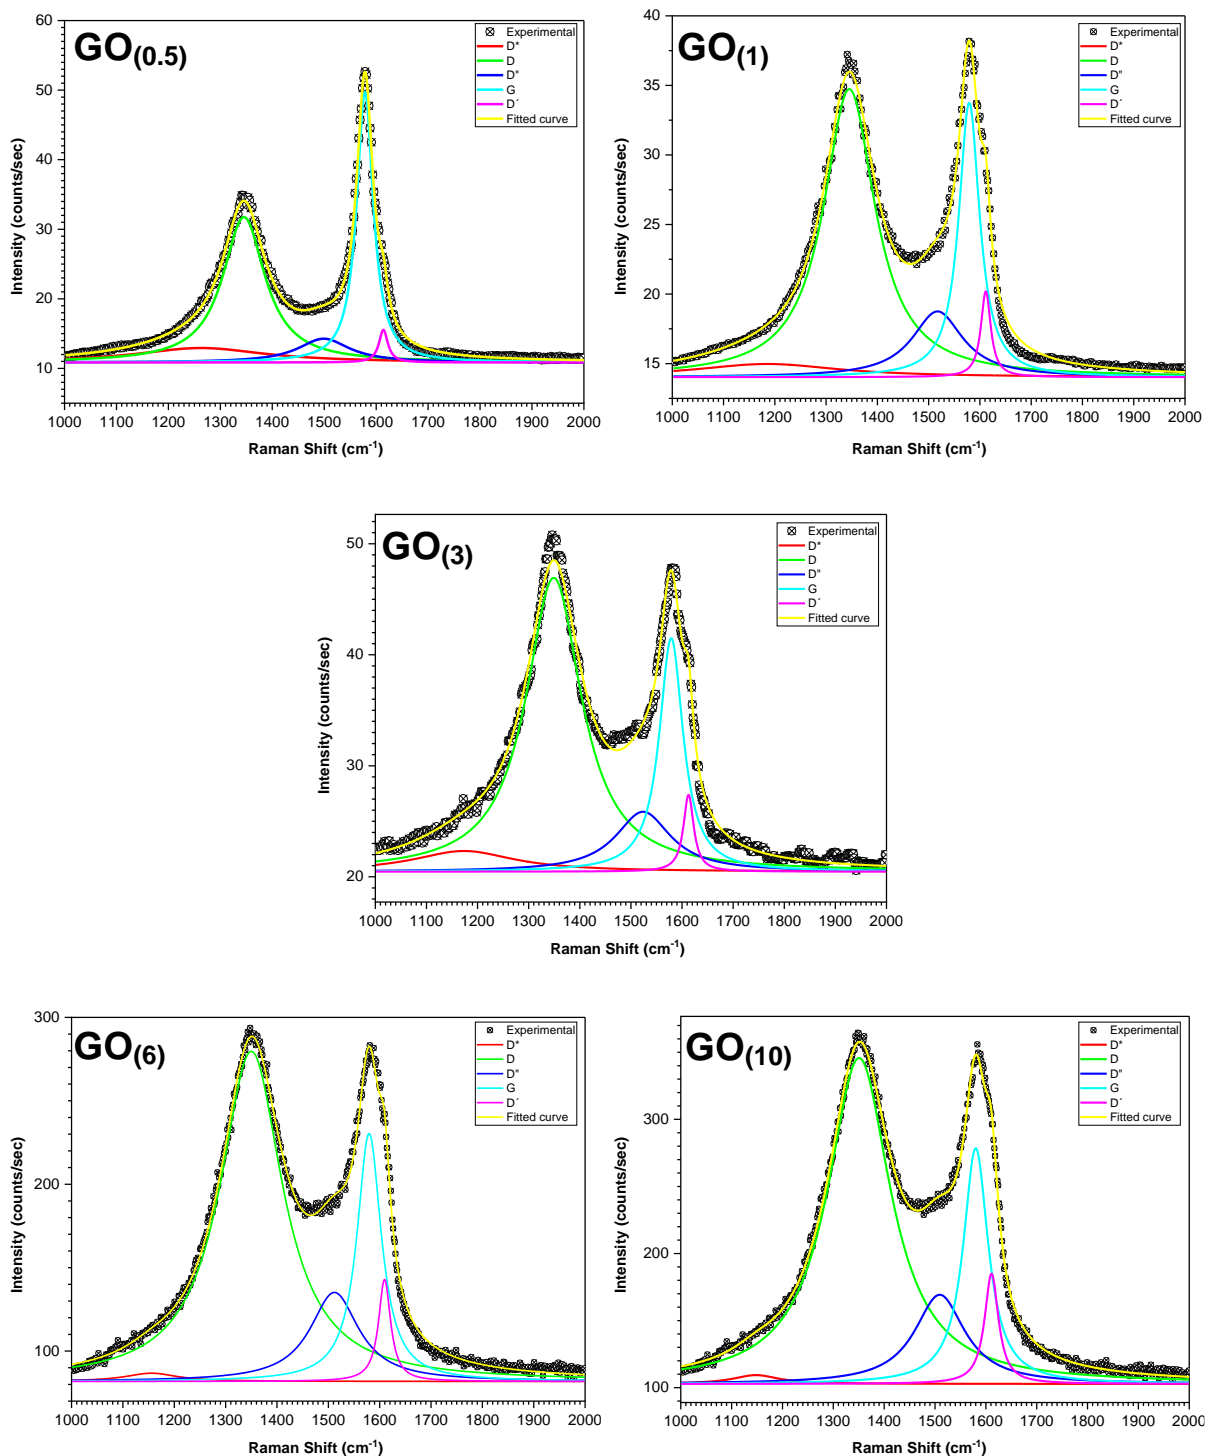 GO(0.5)
Experimental
D*
D
D"
G
D´
Fitted curve
60
50
40
30
20
10
Intensity (counts/sec)
1000 1100 1200 1300 1400 1500 1600 1700 1800 1900 2000
Raman Shift (cm-1)
GO(1)
Experimental
D*
D
D"
G
D´
Fitted curve
40
35
30
25
20
15
Intensity (counts/sec)
1000 1100 1200 1300 1400 1500 1600 1700 1800 1900 2000
Raman Shift (cm-1)
GO(3)
Experimental
D*
D
D"
G
D´
Fitted curve
50
40
30
20
Intensity (counts/sec)
1000 1100 1200 1300 1400 1500 1600 1700 1800 1900 2000
Raman Shift (cm-1)
GO(6)
Experimental
D*
D
D"
G
D´
Fitted curve
300
200
100
Intensity (counts/sec)
1000 1100 1200 1300 1400 1500 1600 1700 1800 1900 2000
Raman Shift (cm-1)
GO(10)
Experimental
D*
D
D"
G
D´
Fitted curve
300
200
100
Intensity (counts/sec)
1000 1100 1200 1300 1400 1500 1600 1700 1800 1900 2000
Raman Shift (cm-1)